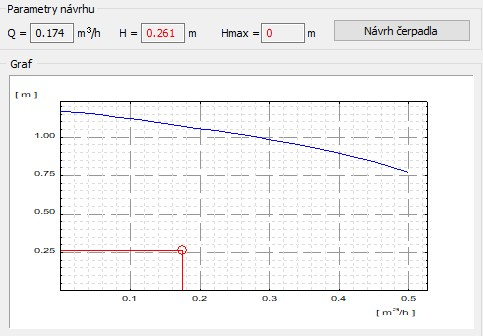 Parametry návrhu
Q = 0.174 m³/h H = 0.261 m Hmax = 0 m Návrh čerpadla
Graf
[ m ]
1.00
0.75
0.50
0.25
0.1 0.2 0.3 0.4 0.5
[ m³/h ]